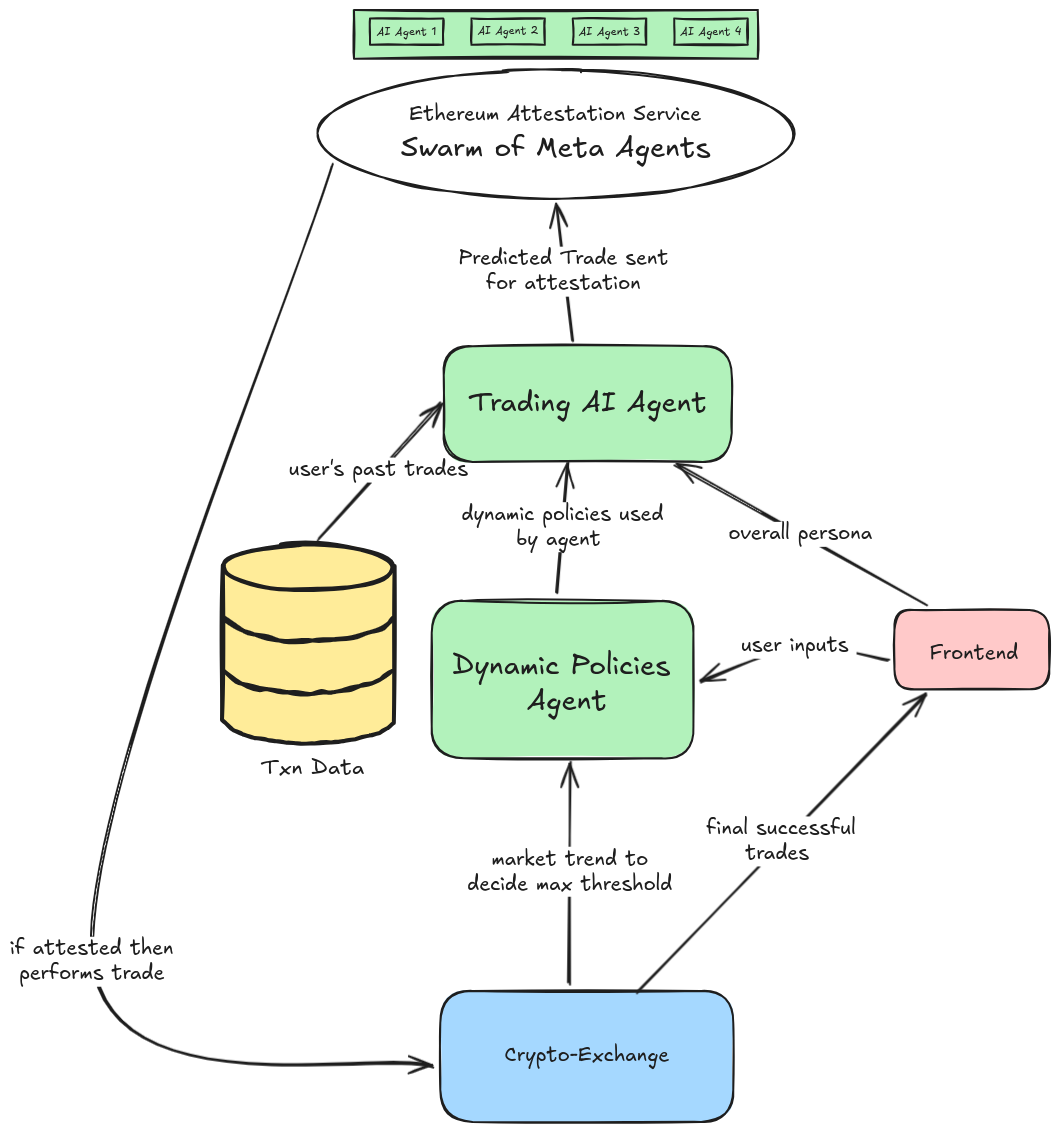 AI Agent 1
AI Agent 2
AI Agent 3
AI Agent 4
Ethereum Attestation Service
Swarm of Meta Agents
Predicted Trade sent
for attestation
Trading AI Agent
user's past trades
dynamic policies used
by agent
overall persona
Dynamic Policies
Agent
user inputs
Frontend
Txn Data
final successful
trades
market trend to
decide max threshold
if attested then
performs trade
Crypto-Exchange